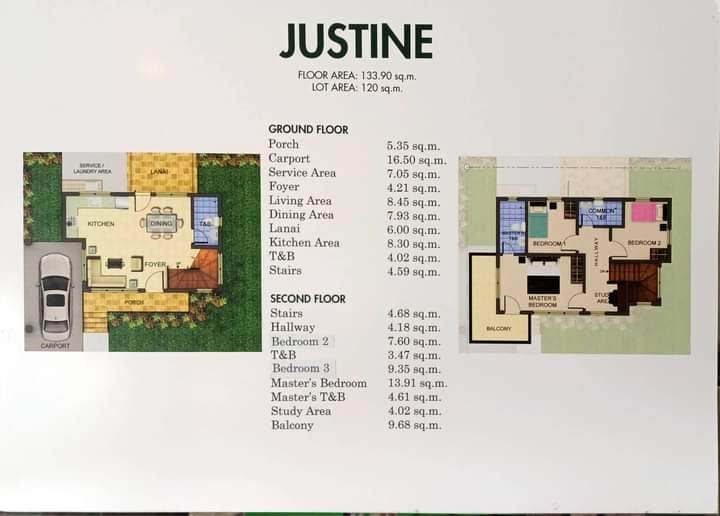 JUSTINE
FLOOR AREA: 133.90 sq.m.
LOT AREA: 120 sq.m.
GROUND FLOOR
Porch 5.35 sq.m.
Carport 16.50 sq.m.
Service Area 7.05 sq.m.
Foyer 4.21 sq.m.
Living Area 8.45 sq.m.
Dining Area 7.93 sq.m.
Lanai 6.00 sq.m.
Kitchen Area 8.30 sq.m.
T&B 4.02 sq.m.
Stairs 4.59 sq.m.
SECOND FLOOR
Stairs 4.68 sq.m.
Hallway 4.18 sq.m.
Bedroom 2 7.60 sq.m.
T&B 3.47 sq.m.
Bedroom 3 9.35 sq.m.
Master's Bedroom 13.91 sq.m.
Master's T&B 4.61 sq.m.
Study Area 4.02 sq.m.
Balcony 9.68 sq.m.
SERVICE /
LAUNDRY AREA
LANAI
KITCHEN
DINING
T&B
FOYER
PORCH
CARPORT
MASTER'S
T&B
BEDROOM 1
COMMON
T&B
BEDROOM 2
HALLWAY
MASTER'S
BEDROOM
STUDY
AREA
BALCONY